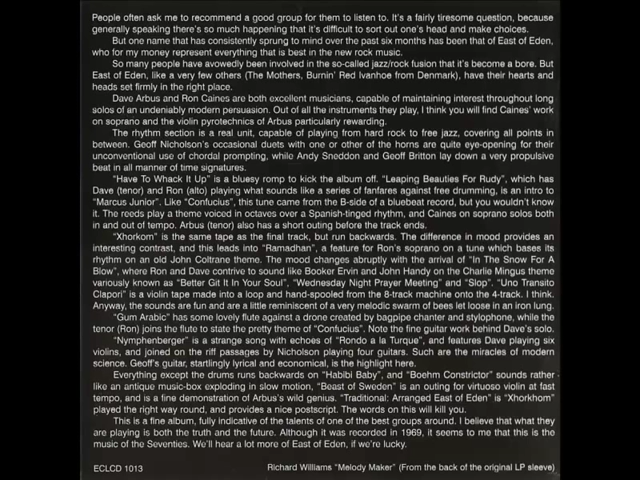 People often ask me to recommend a good group for them to listen to. It's a fairly tiresome question, because
generally speaking there's so much happening that it's difficult to sort out one's head and make choices.
But one name that has consistently sprung to mind over the past six months has been that of East of Eden,
who for my money represent everything that is best in the new rock music.
So many people have avowedly been involved in the so-called jazz/rock fusion that it's become a bore. But
East of Eden, like a very few others (The Mothers, Burnin' Red Ivanhoe from Denmark), have their hearts and
heads set firmly in the right place.
Dave Arbus and Ron Caines are both excellent musicians, capable of maintaining interest throughout long
solos of an undeniably modern persuasion. Out of all the instruments they play, I think you will find Caines' work
on soprano and the violin pyrotechnics of Arbus particularly rewarding.
The rhythm section is a real unit, capable of playing from hard rock to free jazz, covering all points in
between. Geoff Nicholson's occasional duets with one or other of the horns are quite eye-opening for their
unconventional use of chordal prompting, while Andy Sneddon and Geoff Britton lay down a very propulsive
beat in all manner of time signatures.
"Have To Whack It Up" is a bluesy romp to kick the album off. "Leaping Beauties For Rudy", which has
Dave (tenor) and Ron (alto) playing what sounds like a series of fanfares against free drumming, is an intro to
"Marcus Junior". Like "Confucius", this tune came from the B-side of a bluebeat record, but you wouldn't know
it. The reeds play a theme voiced in octaves over a Spanish-tinged rhythm, and Caines on soprano solos both
in and out of tempo. Arbus (tenor) also has a short outing before the track ends.
"Xhorkom" is the same tape as the final track, but run backwards. The difference in mood provides an
interesting contrast, and this leads into "Ramadhan", a feature for Ron's soprano on a tune which bases its
rhythm on an old John Coltrane theme. The mood changes abruptly with the arrival of "In The Snow For A
Blow", where Ron and Dave contrive to sound like Booker Ervin and John Handy on the Charlie Mingus theme
variously known as "Better Git It In Your Soul", "Wednesday Night Prayer Meeting" and "Slop". "Uno Transito
Clapori" is a violin tape made into a loop and hand-spooled from the 8-track machine onto the 4-track. I think.
Anyway, the sounds are fun and are a little reminiscent of a very melodic swarm of bees let loose in an iron lung.
"Gum Arabic" has some lovely flute against a drone created by bagpipe chanter and stylophone, while the
tenor (Ron) joins the flute to state the pretty theme of "Confucius". Note the fine guitar work behind Dave's solo.
"Nymphenberger" is a strange song with echoes of "Rondo a la Turque", and features Dave playing six
violins, and joined on the riff passages by Nicholson playing four guitars. Such are the miracles of modern
science. Geoff's guitar, startlingly lyrical and economical, is the highlight here.
Everything except the drums runs backwards on "Habibi Baby", and "Boehm Constrictor" sounds rather
like an antique music-box exploding in slow motion, "Beast of Sweden" is an outing for virtuoso violin at fast
tempo, and is a fine demonstration of Arbus's wild genius. "Traditional: Arranged East of Eden" is "Xhorkhom"
played the right way round, and provides a nice postscript. The words on this will kill you.
This is a fine album, fully indicative of the talents of one of the best groups around. I believe that what they
are playing is both the truth and the future. Although it was recorded in 1969, it seems to me that this is the
music of the Seventies. We'll hear a lot more of East of Eden, if we're lucky.
ECLCD 1013
Richard Williams "Melody Maker" (From the back of the original LP sleeve)